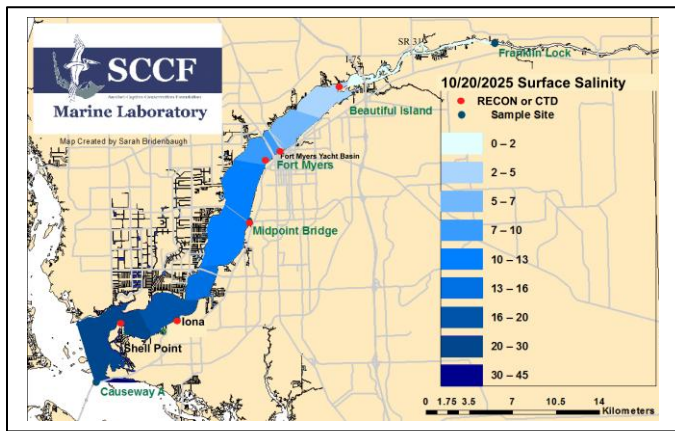 SCCF
Sanibel-Captiva Conservation Foundation
Marine Laboratory
Map Created by Sarah Bridenbaugh
SR 31
I-75
Franklin Lock
10/20/2025 Surface Salinity
RECON or CTD
Sample Site
Beautiful Island
Fort Myers Yacht Basin
Fort Myers
Midpoint Bridge
Iona
Shell Point
Causeway A
0 – 2
2 – 5
5 – 7
7 – 10
10 – 13
13 – 16
16 – 20
20 – 30
30 – 45
0 1.75 3.5 7 10.5 14
Kilometers